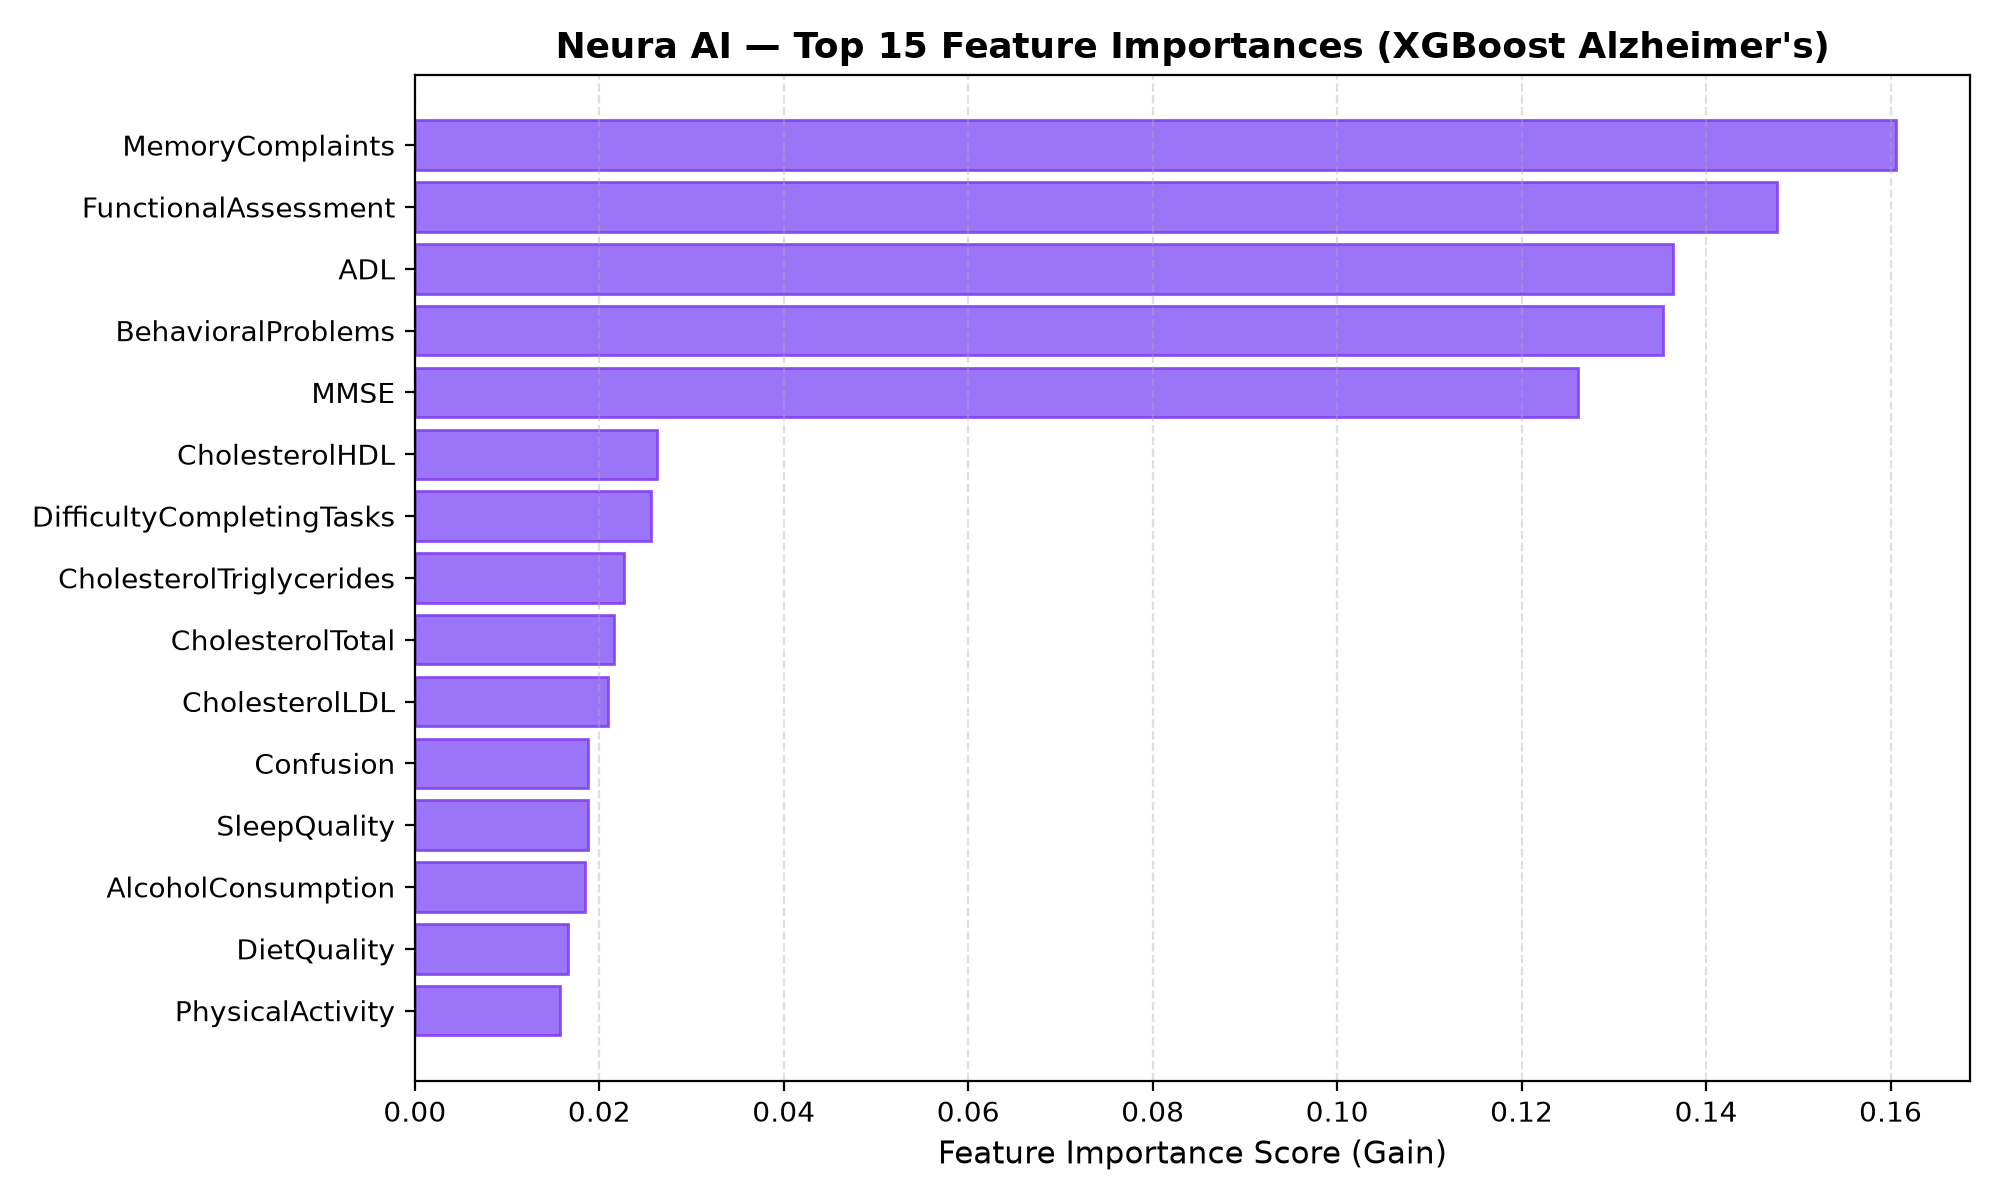 Neura AI — Top 15 Feature Importances (XGBoost Alzheimer's)
MemoryComplaints
FunctionalAssessment
ADL
BehavioralProblems
MMSE
CholesterolHDL
DifficultyCompletingTasks
CholesterolTriglycerides
CholesterolTotal
CholesterolLDL
Confusion
SleepQuality
AlcoholConsumption
DietQuality
PhysicalActivity
0.00 0.02 0.04 0.06 0.08 0.10 0.12 0.14 0.16
Feature Importance Score (Gain)